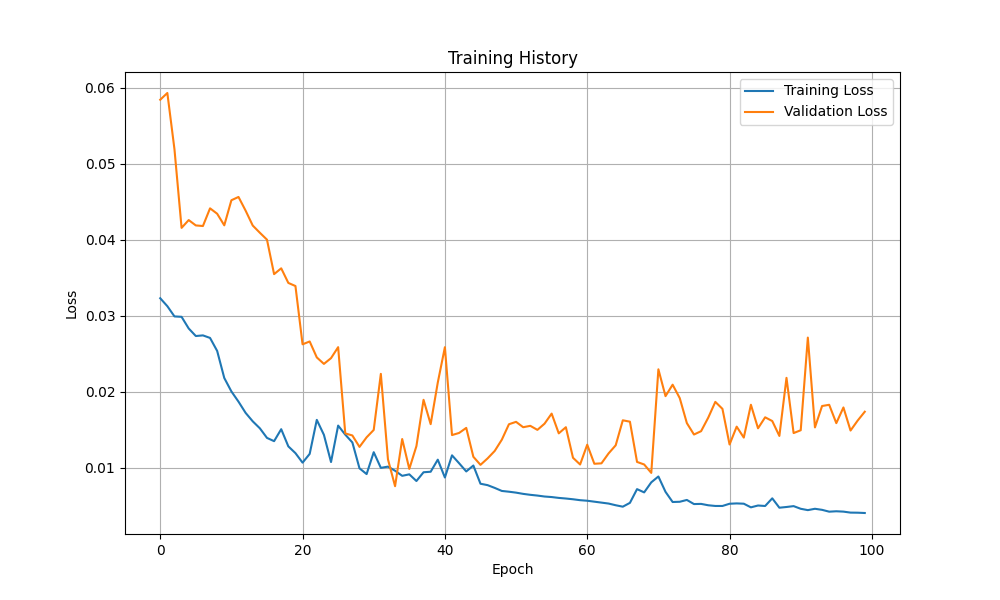 Training History
Training Loss
Validation Loss
0.06
0.05
0.04
0.03
0.02
0.01
Loss
0 20 40 60 80 100
Epoch